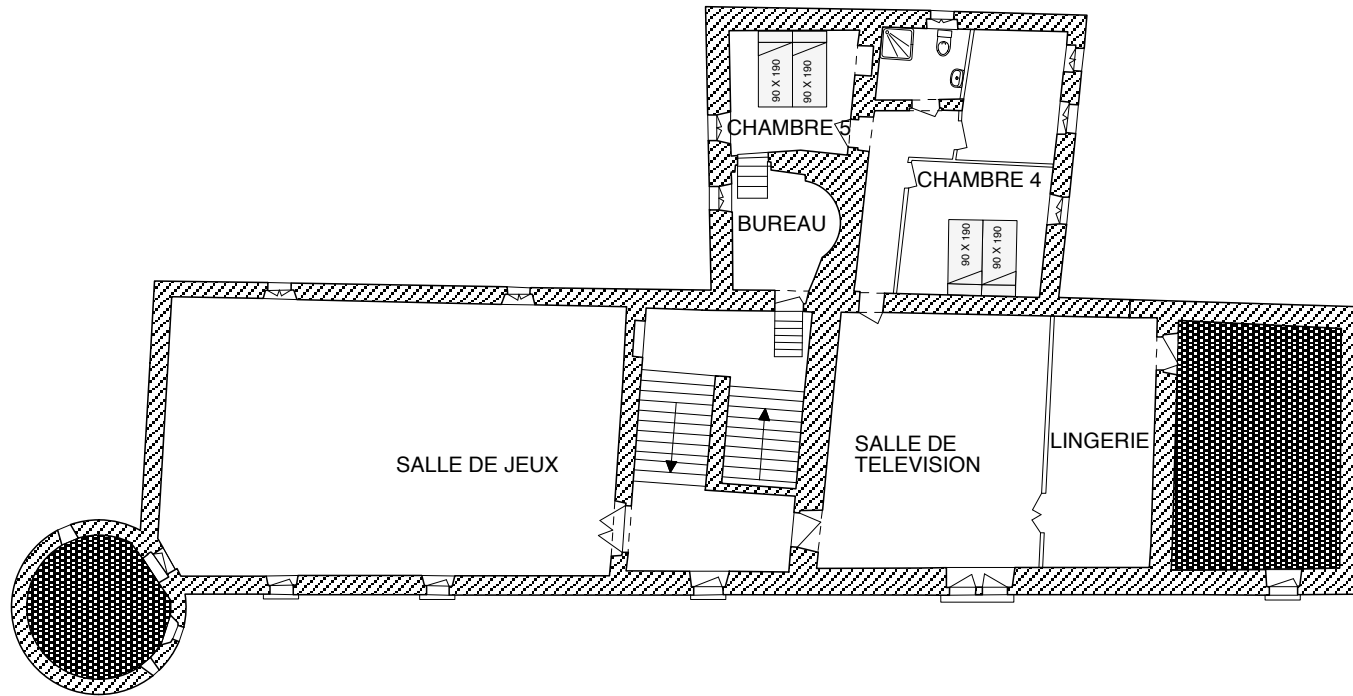 90 X 190
90 X 190
CHAMBRE 5
CHAMBRE 4
BUREAU
90 X 190
90 X 190
SALLE DE JEUX
SALLE DE
TELEVISION
LINGERIE